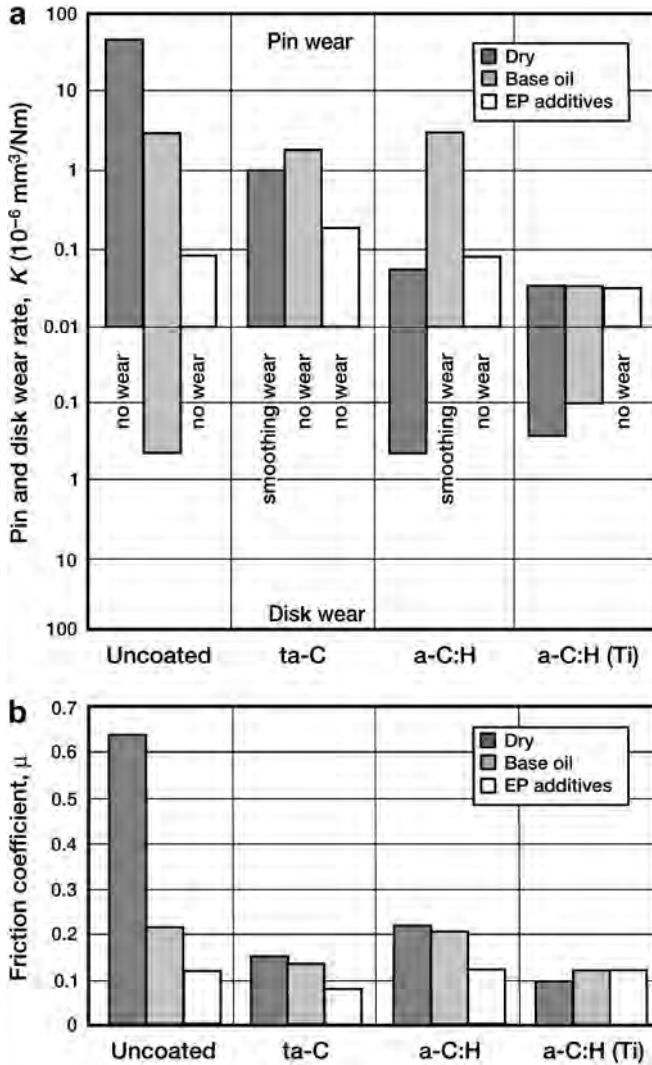 a
Pin and disk wear rate, K (10⁻⁶ mm³/Nm)
100
10
1
0.1
0.01
0.1
1
10
100
Pin wear
Dry
Base oil
EP additives
no wear
no wear
smoothing wear
no wear
no wear
smoothing wear
no wear
no wear
Disk wear
Uncoated
ta-C
a-C:H
a-C:H (Ti)
b
Friction coefficient, μ
0.7
0.6
0.5
0.4
0.3
0.2
0.1
0
Dry
Base oil
EP additives
Uncoated
ta-C
a-C:H
a-C:H (Ti)